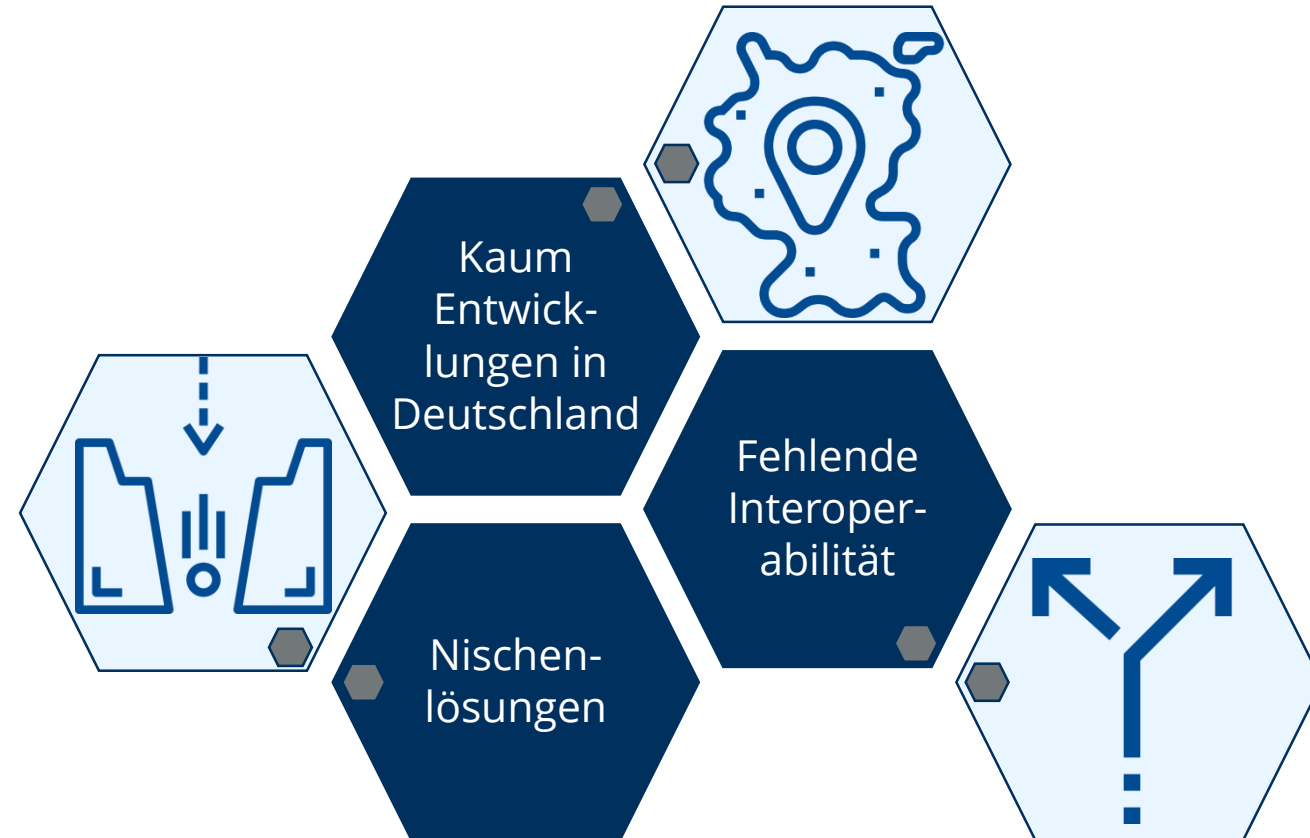 Kaum
Entwick-
lungen in
Deutschland
Fehlende
Interoper-
abilität
Nischen-
lösungen